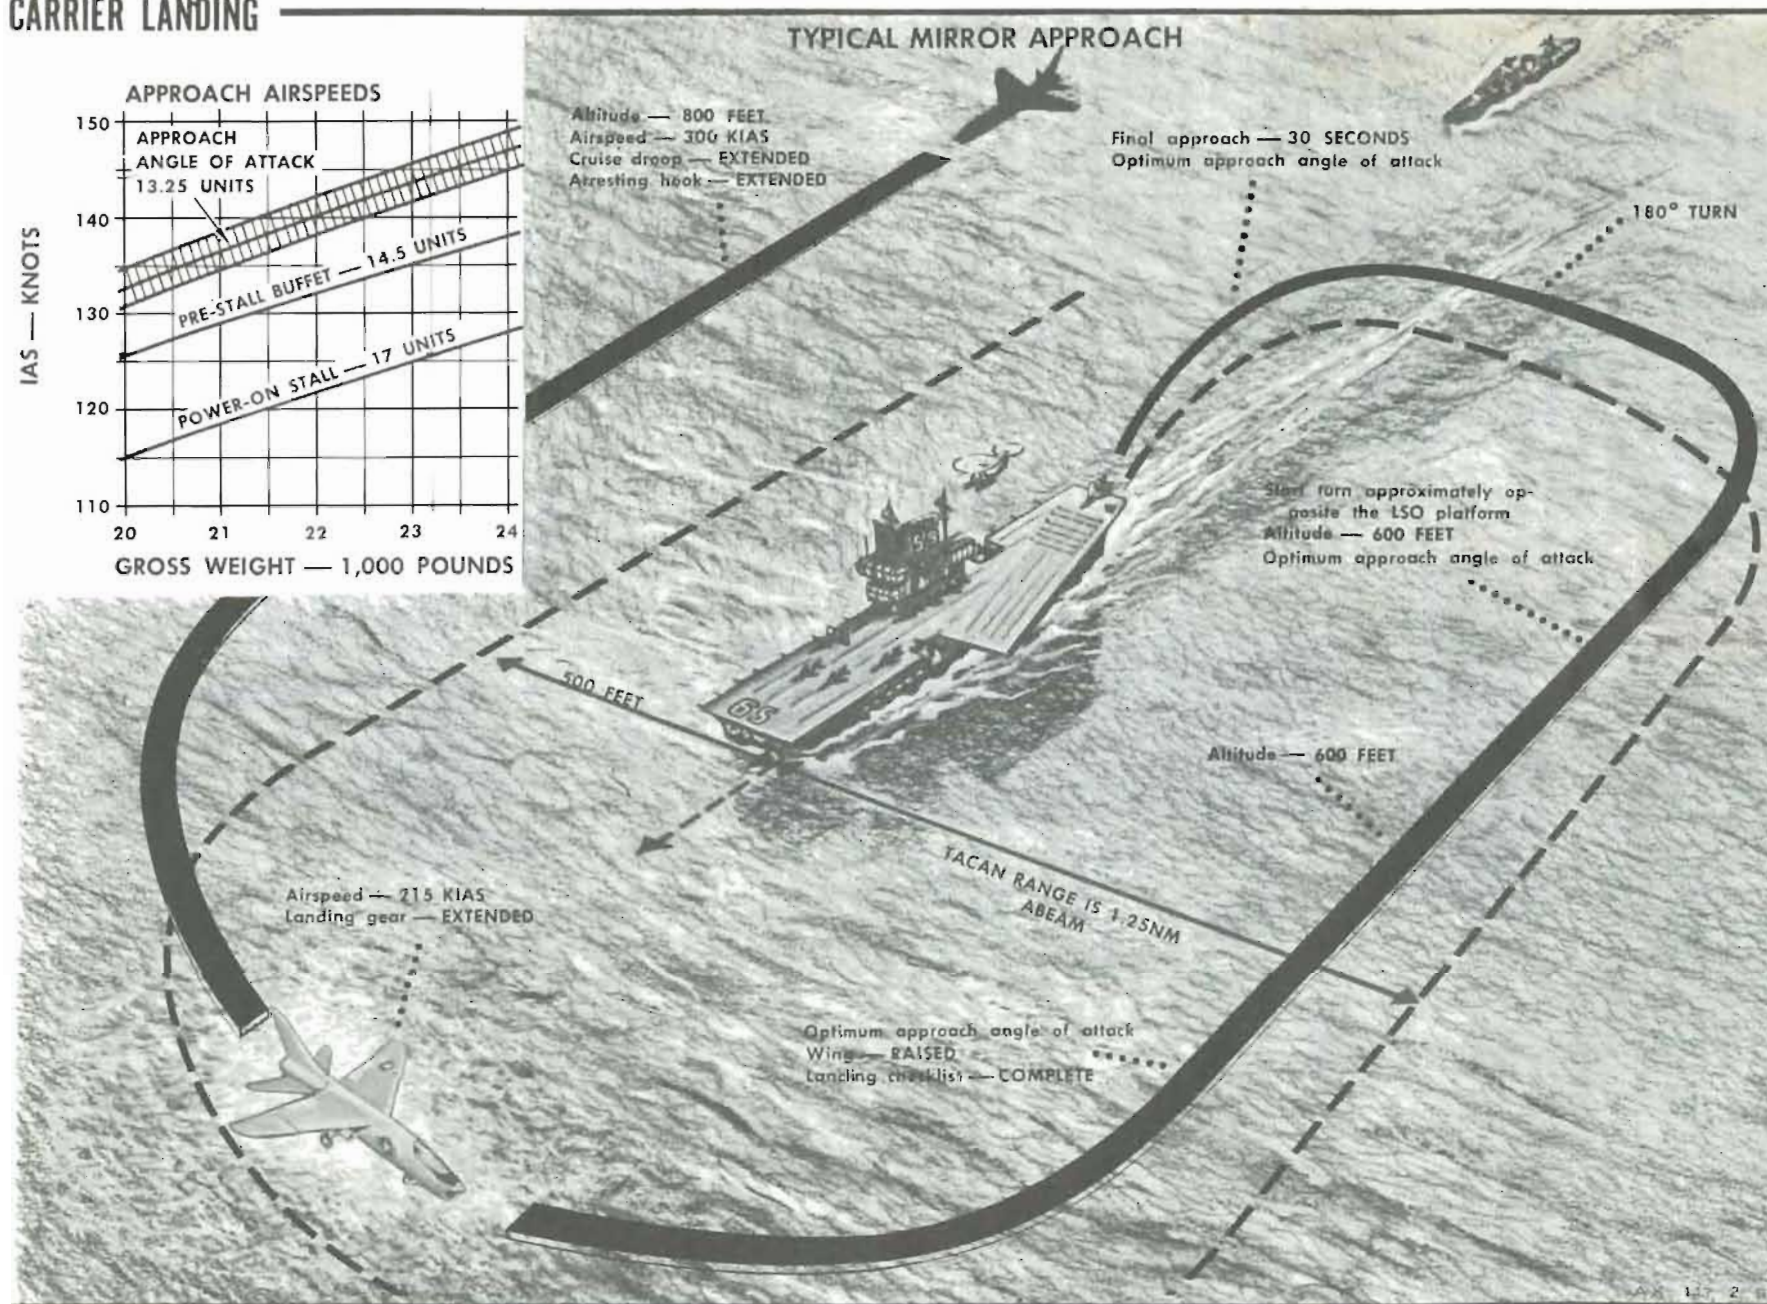 CARRIER LANDING
TYPICAL MIRROR APPROACH
APPROACH AIRSPEEDS
150
140
130
120
110
IAS — KNOTS
APPROACH
ANGLE OF ATTACK
13.25 UNITS
PRE-STALL BUFFET — 14.5 UNITS
POWER-ON STALL — 17 UNITS
20 21 22 23 24
GROSS WEIGHT — 1,000 POUNDS
Altitude — 800 FEET
Airspeed — 300 KIAS
Cruise droop — EXTENDED
Arresting hook — EXTENDED
Final approach — 30 SECONDS
Optimum approach angle of attack
180° TURN
Start turn approximately op-
posite the LSO platform
Altitude — 600 FEET
Optimum approach angle of attack
500 FEET
65
Altitude — 600 FEET
TACAN RANGE IS 1.25NM
ABEAM
Airspeed — 215 KIAS
Landing gear — EXTENDED
Optimum approach angle of attack
Wing — RAISED
Landing checklist — COMPLETE